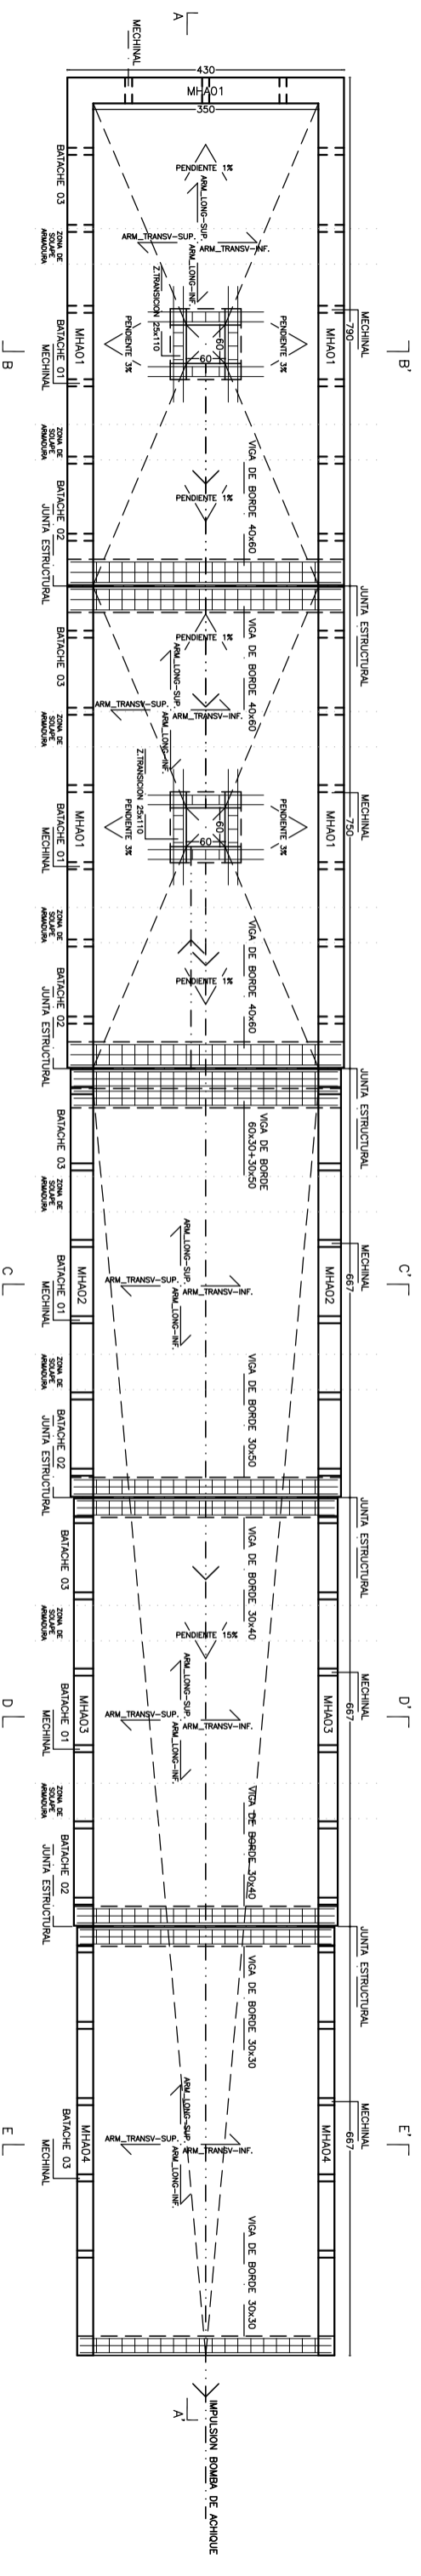 A
MECHINAL
430
MHA01
350
BATACHE 03
PENDIENTE 1%
ARM_LONG-SUP.
ARM_TRANSV-SUP.
ARM_TRANSV-INF.
ARM_LONG-INF.
ZONA DE
SOLAPE
ARMADURA
MECHINAL
790
MHA01
MHA01
Z.TRANSICION 25x110
60
60
PENDIENTE 3%
PENDIENTE 3%
BATACHE 01
MECHINAL
B
B'
ZONA DE
SOLAPE
ARMADURA
PENDIENTE 1%
VIGA DE BORDE 40x60
BATACHE 02
JUNTA ESTRUCTURAL
JUNTA ESTRUCTURAL
VIGA DE BORDE 40x60
PENDIENTE 1%
BATACHE 03
ARM_LONG-SUP.
ARM_TRANSV-SUP.
ARM_TRANSV-INF.
ARM_LONG-INF.
ZONA DE
SOLAPE
ARMADURA
MECHINAL
750
MHA01
MHA01
Z.TRANSICION 25x110
60
60
PENDIENTE 3%
PENDIENTE 3%
BATACHE 01
MECHINAL
ZONA DE
SOLAPE
ARMADURA
PENDIENTE 1%
VIGA DE BORDE 40x60
BATACHE 02
JUNTA ESTRUCTURAL
JUNTA ESTRUCTURAL
VIGA DE BORDE
60x30+30x50
BATACHE 03
ZONA DE
SOLAPE
ARMADURA
ARM_LONG-SUP.
ARM_TRANSV-SUP.
ARM_TRANSV-INF.
ARM_LONG-INF.
MECHINAL
667
MHA02
MHA02
BATACHE 01
MECHINAL
C
C'
ZONA DE
SOLAPE
ARMADURA
VIGA DE BORDE 30x50
BATACHE 02
JUNTA ESTRUCTURAL
JUNTA ESTRUCTURAL
VIGA DE BORDE 30x40
BATACHE 03
PENDIENTE 15%
ZONA DE
SOLAPE
ARMADURA
ARM_LONG-SUP.
ARM_TRANSV-SUP.
ARM_TRANSV-INF.
ARM_LONG-INF.
MECHINAL
667
MHA03
MHA03
BATACHE 01
MECHINAL
D
D'
ZONA DE
SOLAPE
ARMADURA
VIGA DE BORDE 30x40
BATACHE 02
JUNTA ESTRUCTURAL
JUNTA ESTRUCTURAL
VIGA DE BORDE 30x30
ARM_LONG-SUP.
ARM_TRANSV-SUP.
ARM_TRANSV-INF.
ARM_LONG-INF.
MECHINAL
667
MHA04
MHA04
BATACHE 03
MECHINAL
E
E'
VIGA DE BORDE 30x30
A'
IMPULSION BOMBA DE ACHIQUE